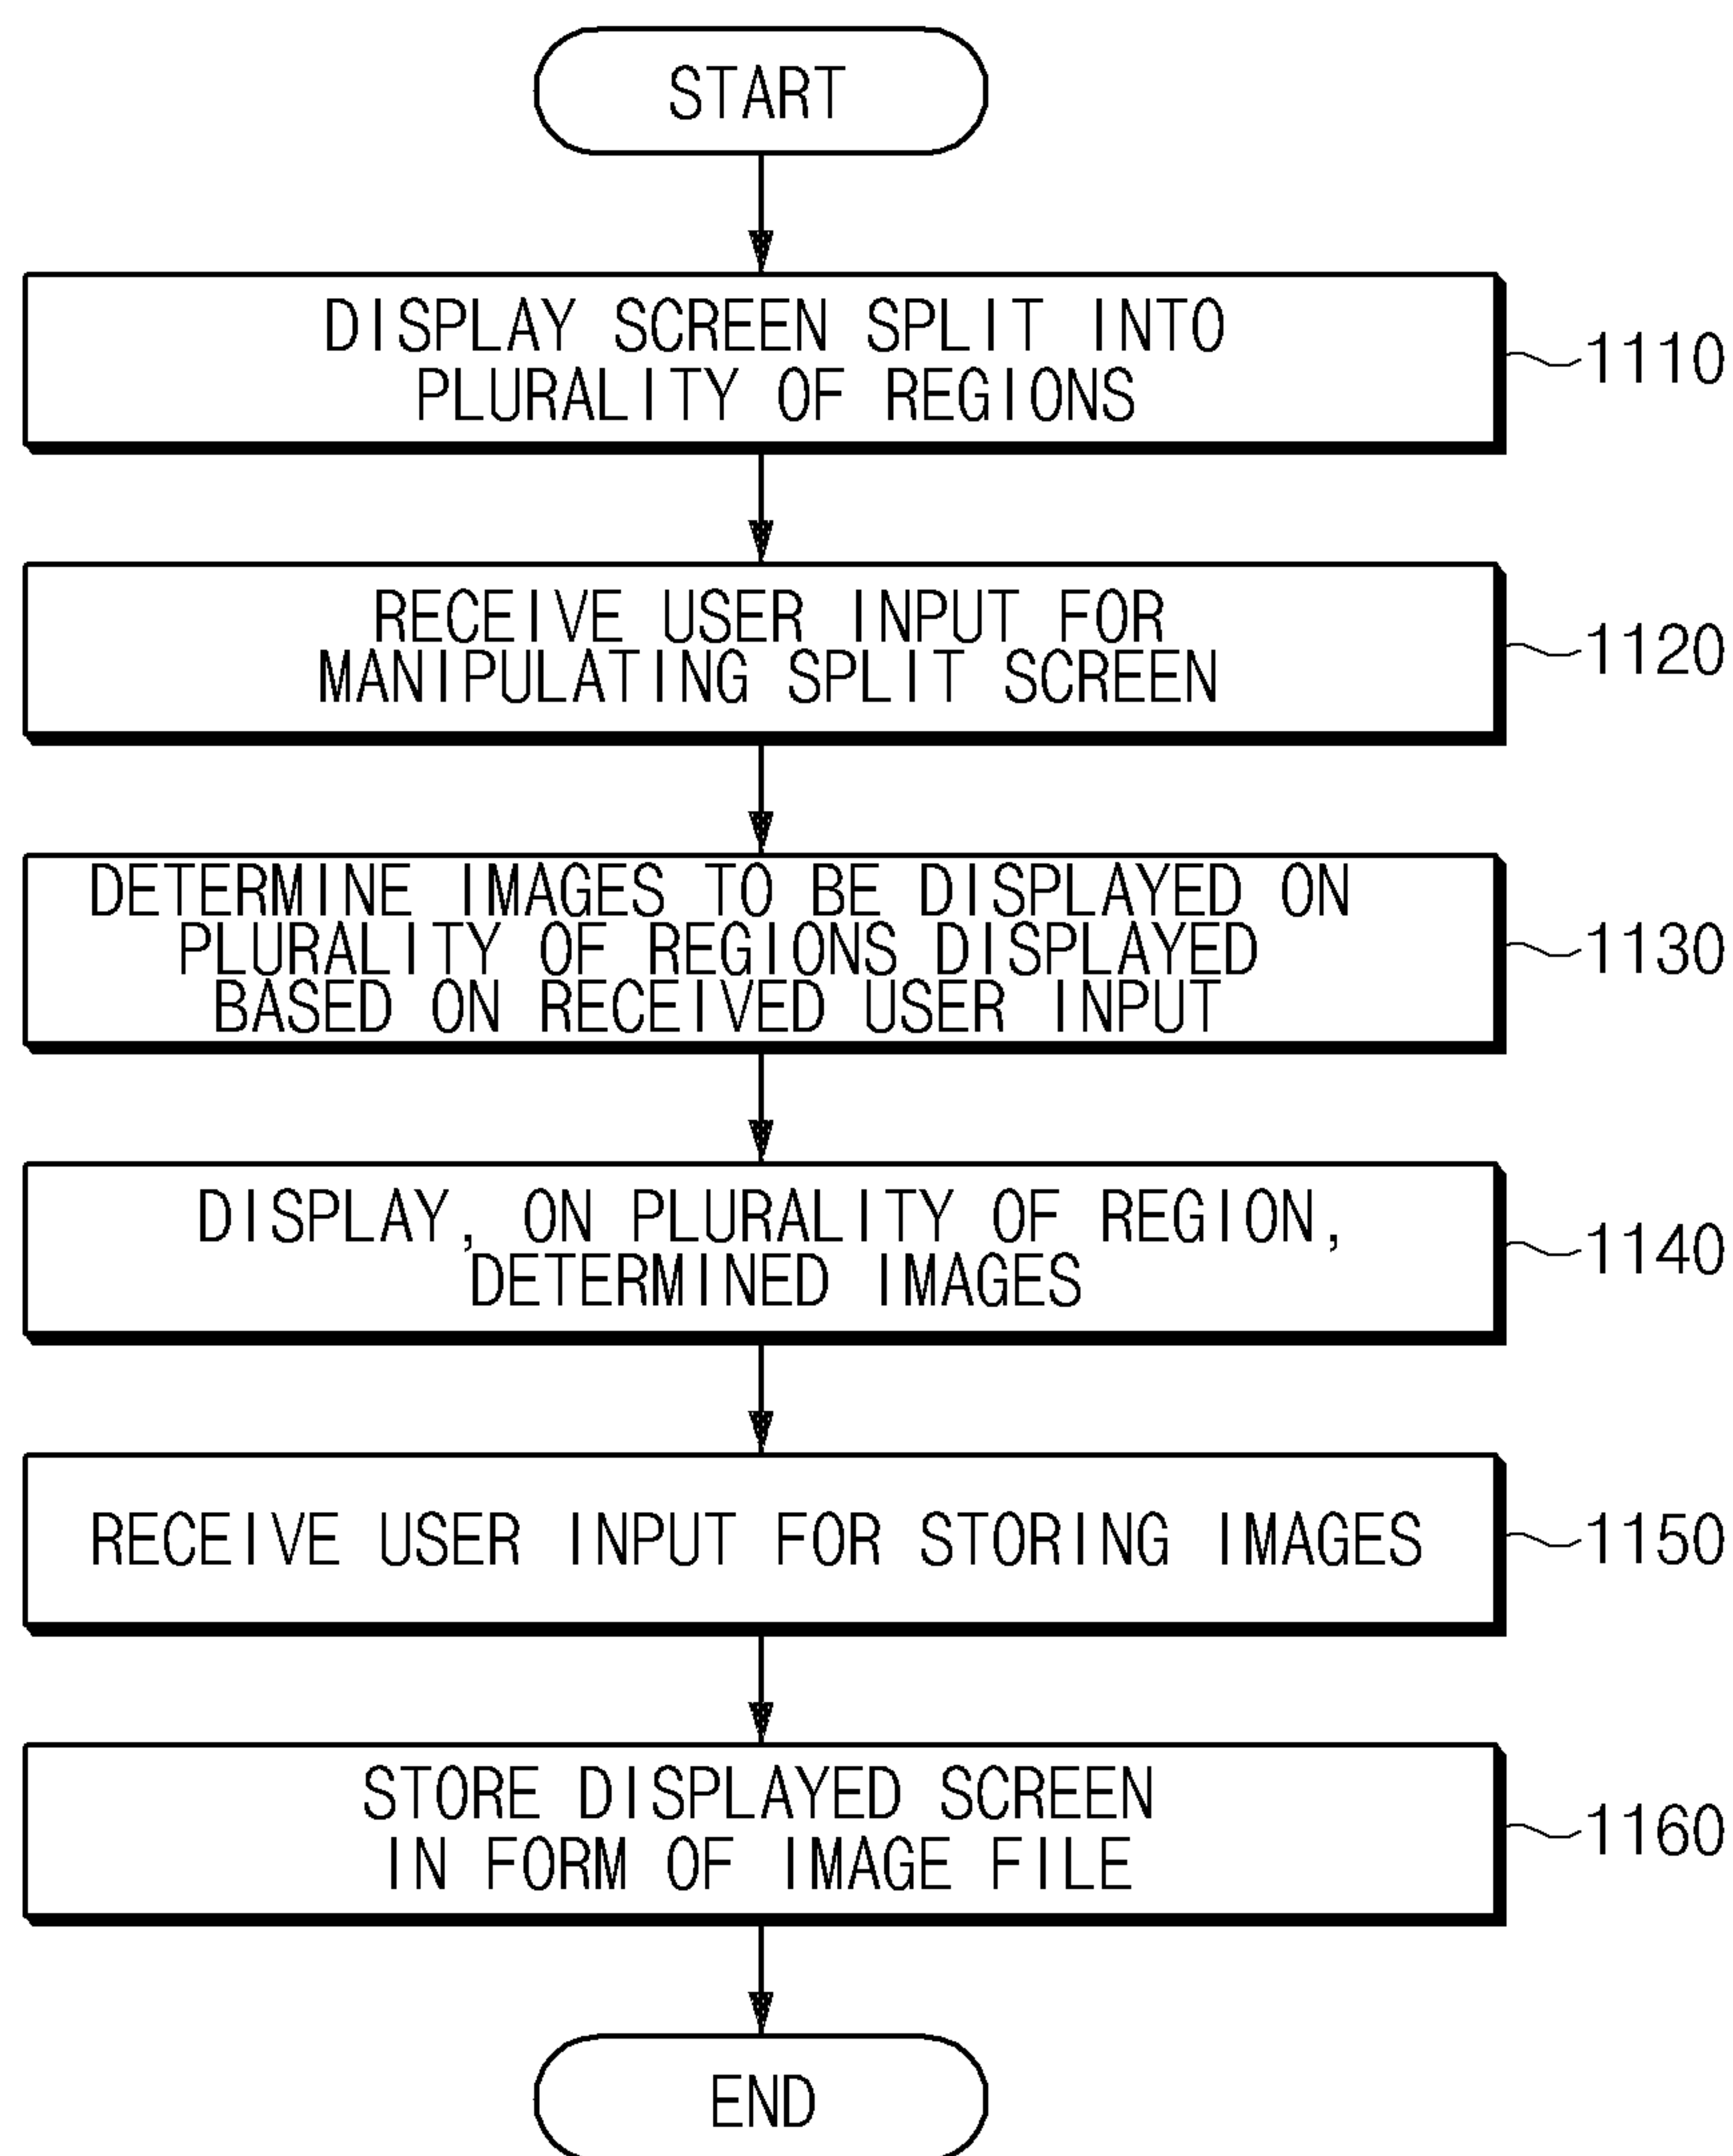 START
DISPLAY SCREEN SPLIT INTO
PLURALITY OF REGIONS
1110
RECEIVE USER INPUT FOR
MANIPULATING SPLIT SCREEN
1120
DETERMINE IMAGES TO BE DISPLAYED ON
PLURALITY OF REGIONS DISPLAYED
BASED ON RECEIVED USER INPUT
1130
DISPLAY, ON PLURALITY OF REGION,
DETERMINED IMAGES
1140
RECEIVE USER INPUT FOR STORING IMAGES
1150
STORE DISPLAYED SCREEN
IN FORM OF IMAGE FILE
1160
END